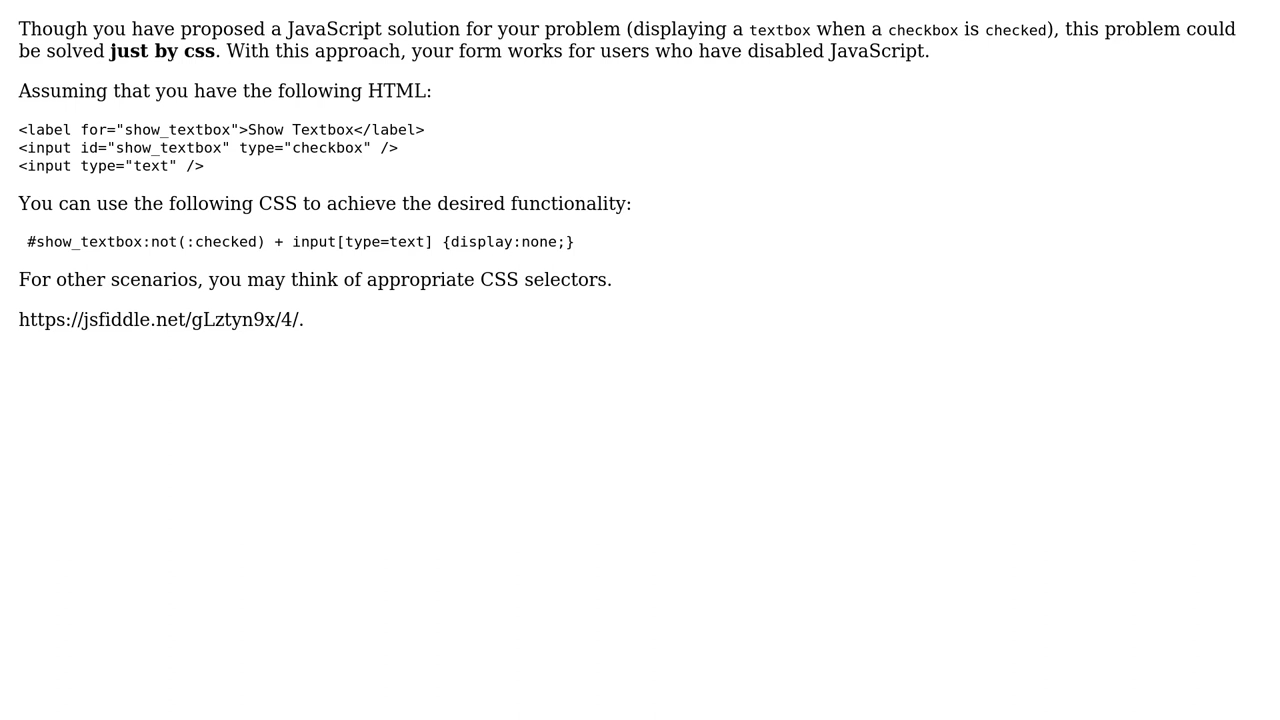 Though you have proposed a JavaScript solution for your problem (displaying a textbox when a checkbox is checked), this problem could
be solved just by css. With this approach, your form works for users who have disabled JavaScript.
Assuming that you have the following HTML:
<label for="show_textbox">Show Textbox</label>
<input id="show_textbox" type="checkbox" />
<input type="text" />
You can use the following CSS to achieve the desired functionality:
#show_textbox:not(:checked) + input[type=text] {display:none;}
For other scenarios, you may think of appropriate CSS selectors.
https://jsfiddle.net/gLztyn9x/4/.